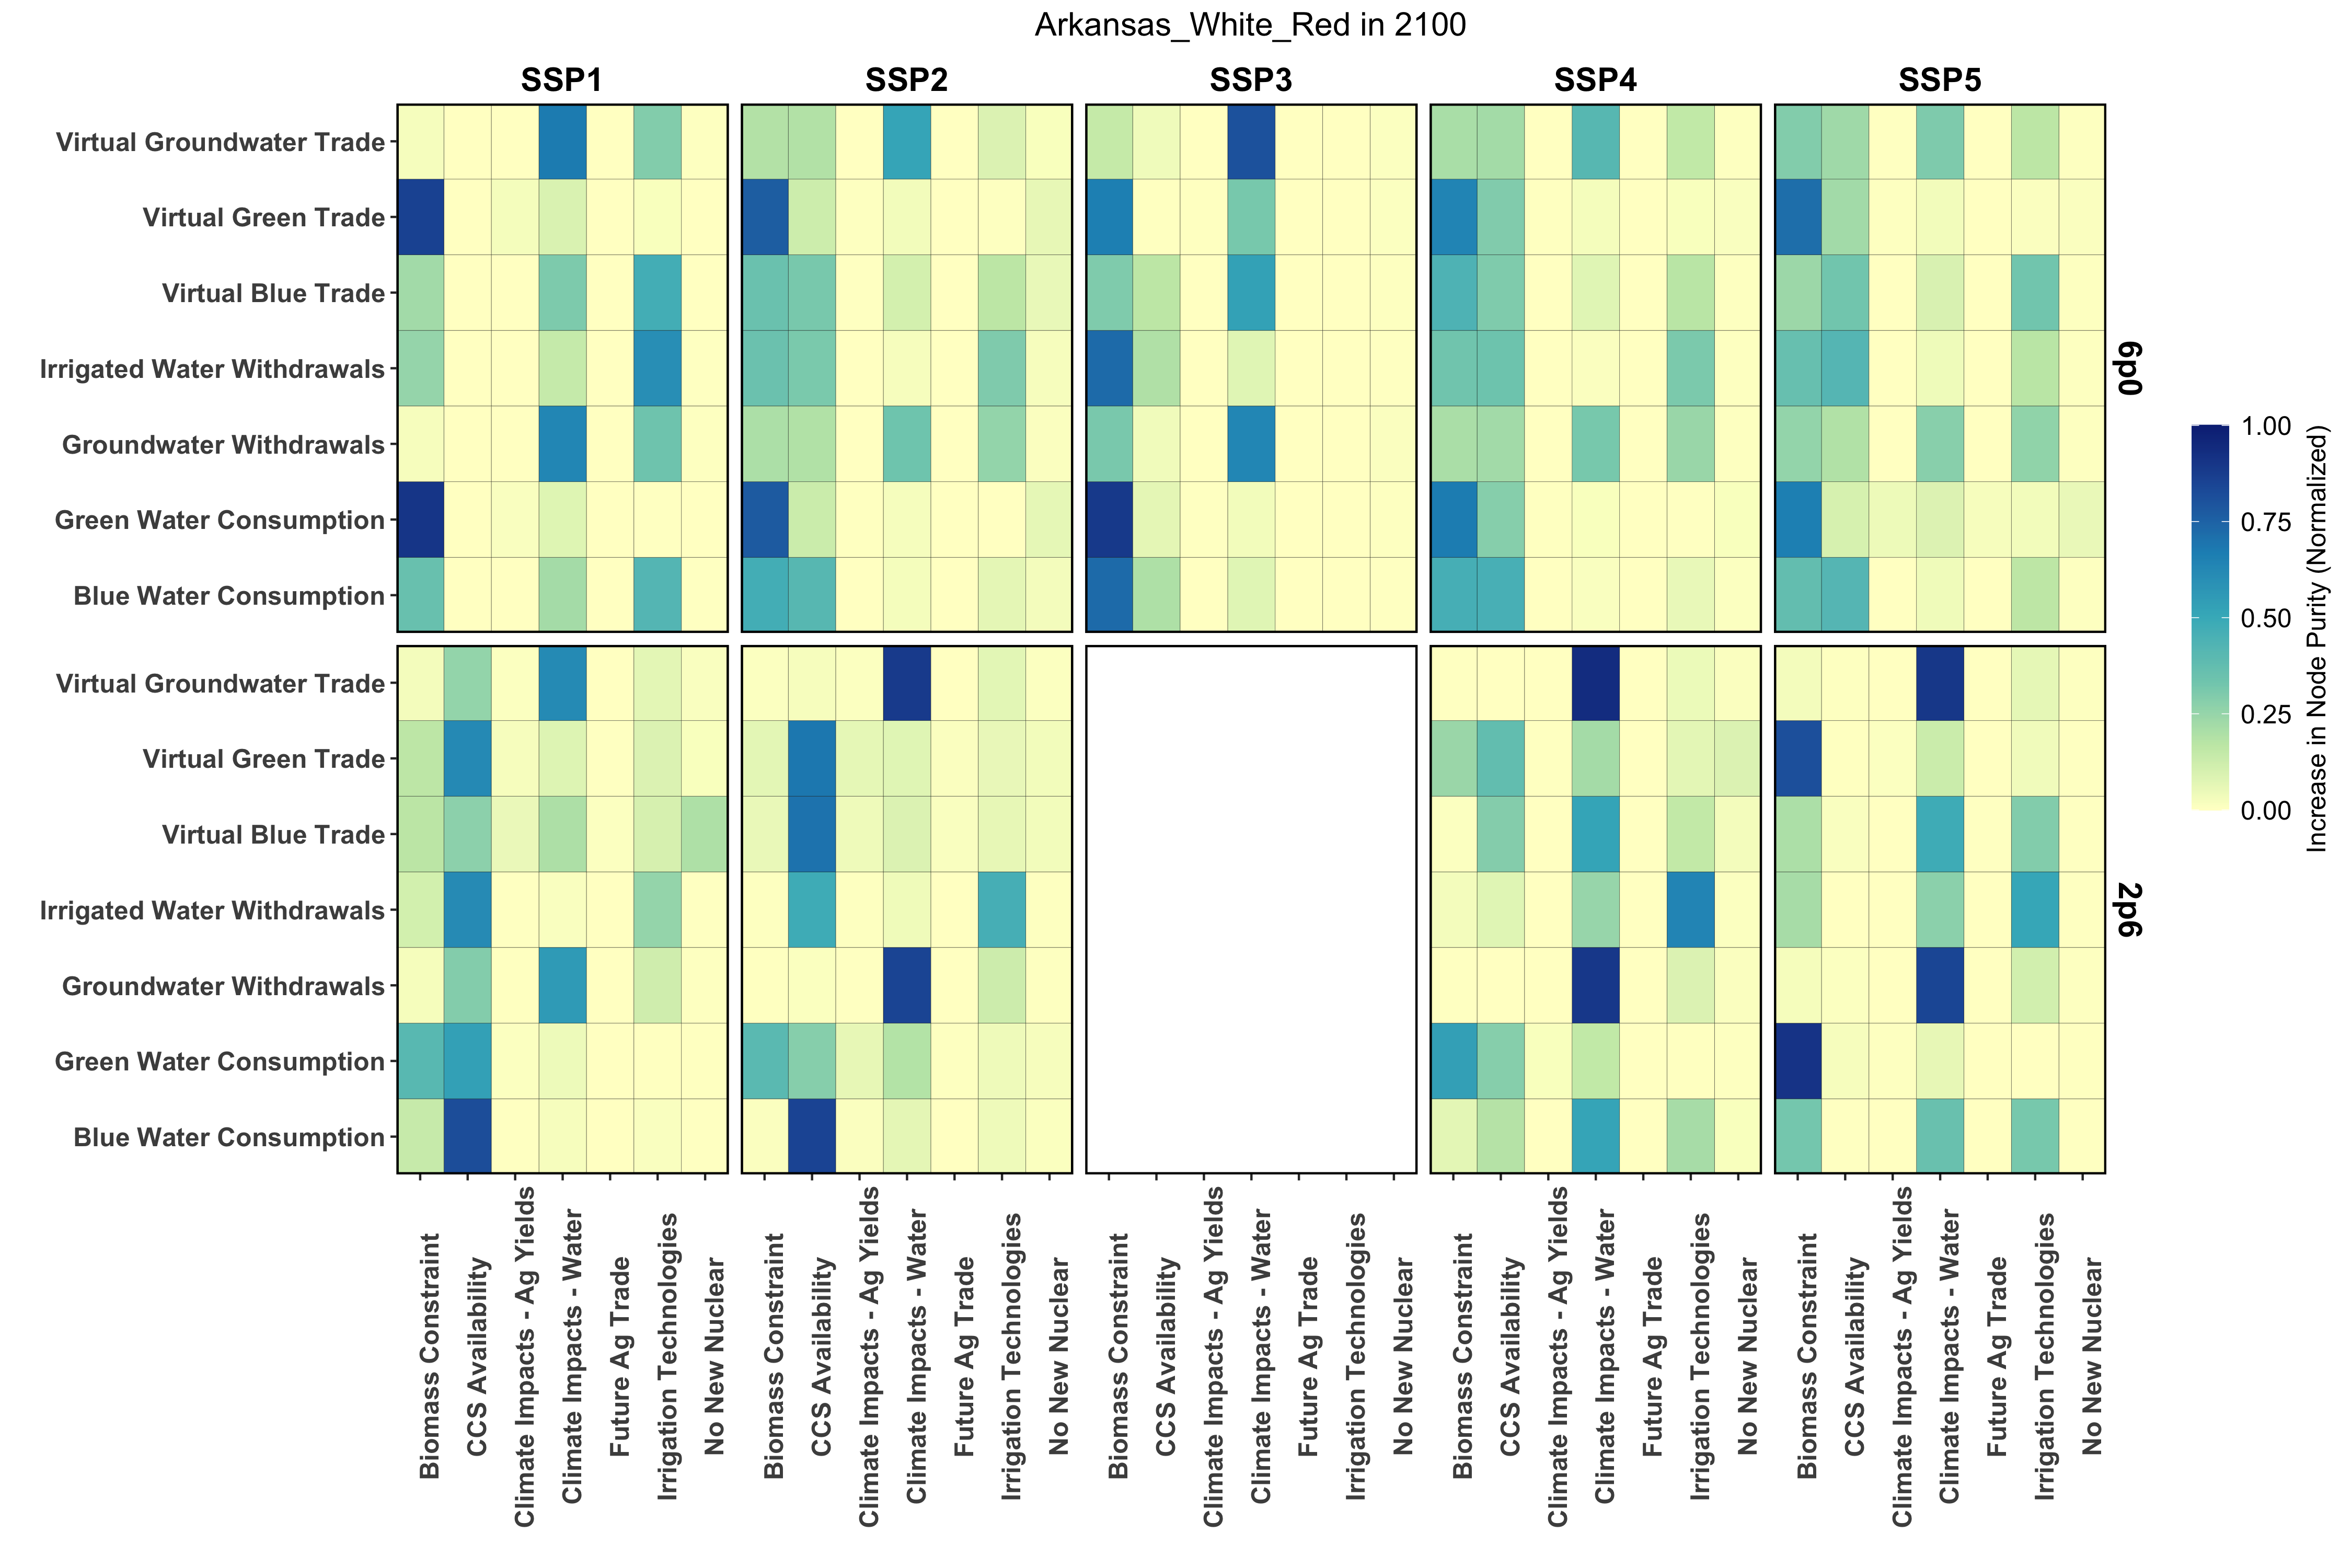 Arkansas_White_Red in 2100
SSP1 SSP2 SSP3 SSP4 SSP5
Virtual Groundwater Trade
Virtual Green Trade
Virtual Blue Trade
Irrigated Water Withdrawals
Groundwater Withdrawals
Green Water Consumption
Blue Water Consumption
6p0
Virtual Groundwater Trade
Virtual Green Trade
Virtual Blue Trade
Irrigated Water Withdrawals
Groundwater Withdrawals
Green Water Consumption
Blue Water Consumption
2p6
Biomass Constraint
CCS Availability
Climate Impacts - Ag Yields
Climate Impacts - Water
Future Ag Trade
Irrigation Technologies
No New Nuclear
Biomass Constraint
CCS Availability
Climate Impacts - Ag Yields
Climate Impacts - Water
Future Ag Trade
Irrigation Technologies
No New Nuclear
Biomass Constraint
CCS Availability
Climate Impacts - Ag Yields
Climate Impacts - Water
Future Ag Trade
Irrigation Technologies
No New Nuclear
Biomass Constraint
CCS Availability
Climate Impacts - Ag Yields
Climate Impacts - Water
Future Ag Trade
Irrigation Technologies
No New Nuclear
Biomass Constraint
CCS Availability
Climate Impacts - Ag Yields
Climate Impacts - Water
Future Ag Trade
Irrigation Technologies
No New Nuclear
1.00
0.75
0.50
0.25
0.00
Increase in Node Purity (Normalized)